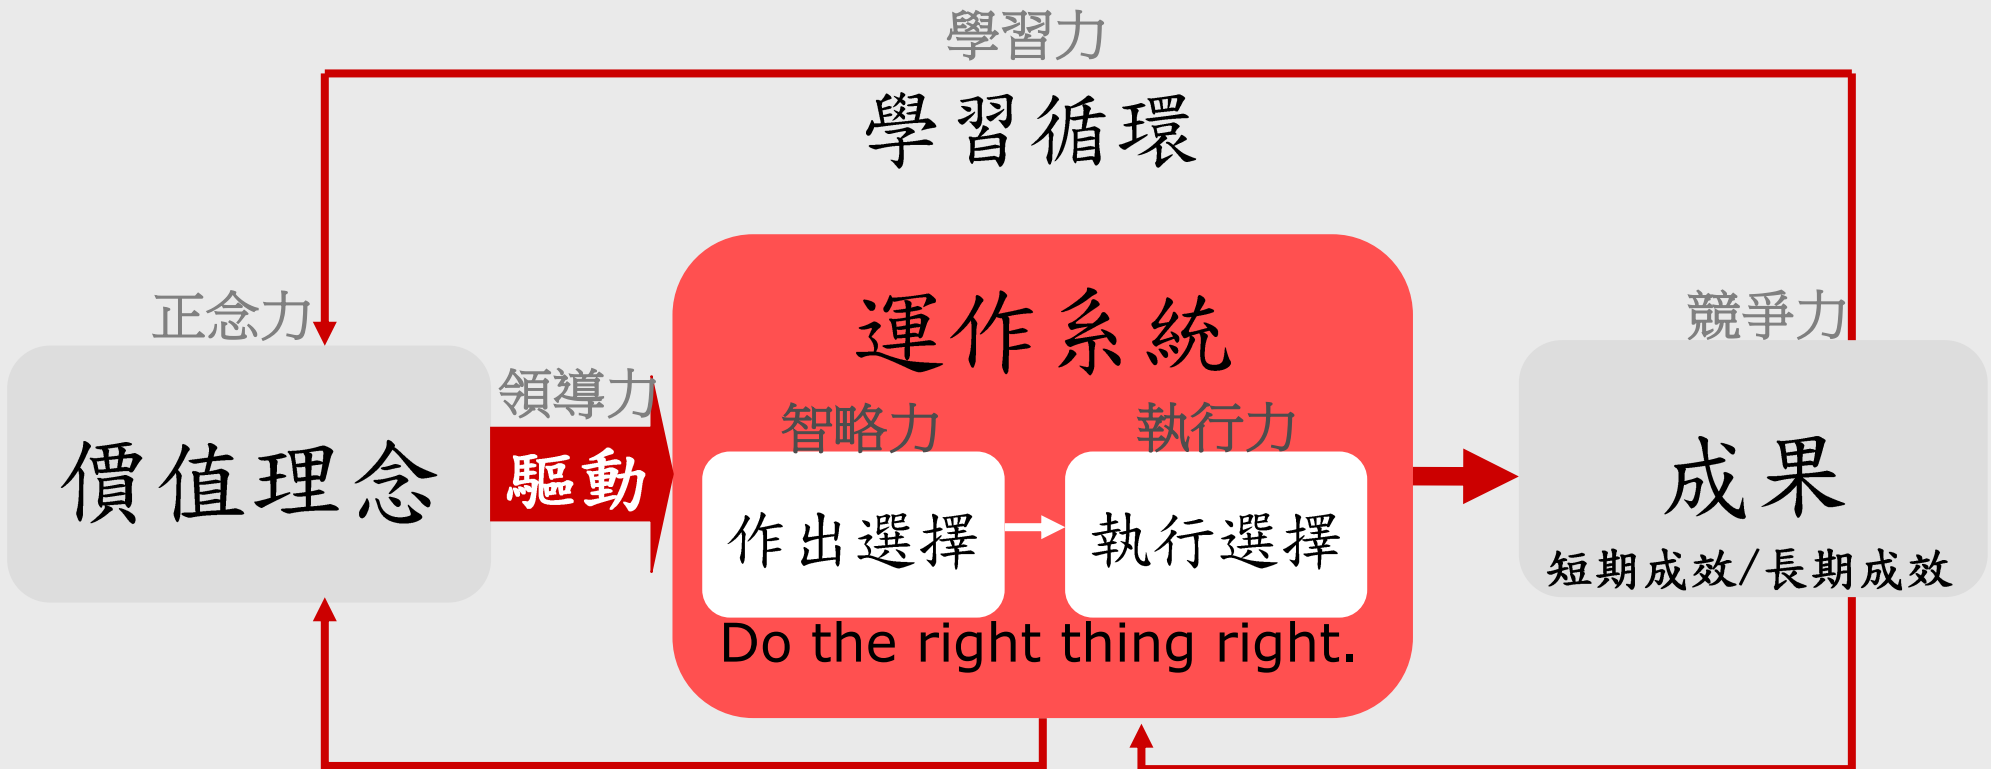 學習力
學習循環
正念力
價值理念
領導力
驅動
運作系統
智略力
執行力
作出選擇
執行選擇
Do the right thing right.
競爭力
成果
短期成效/長期成效